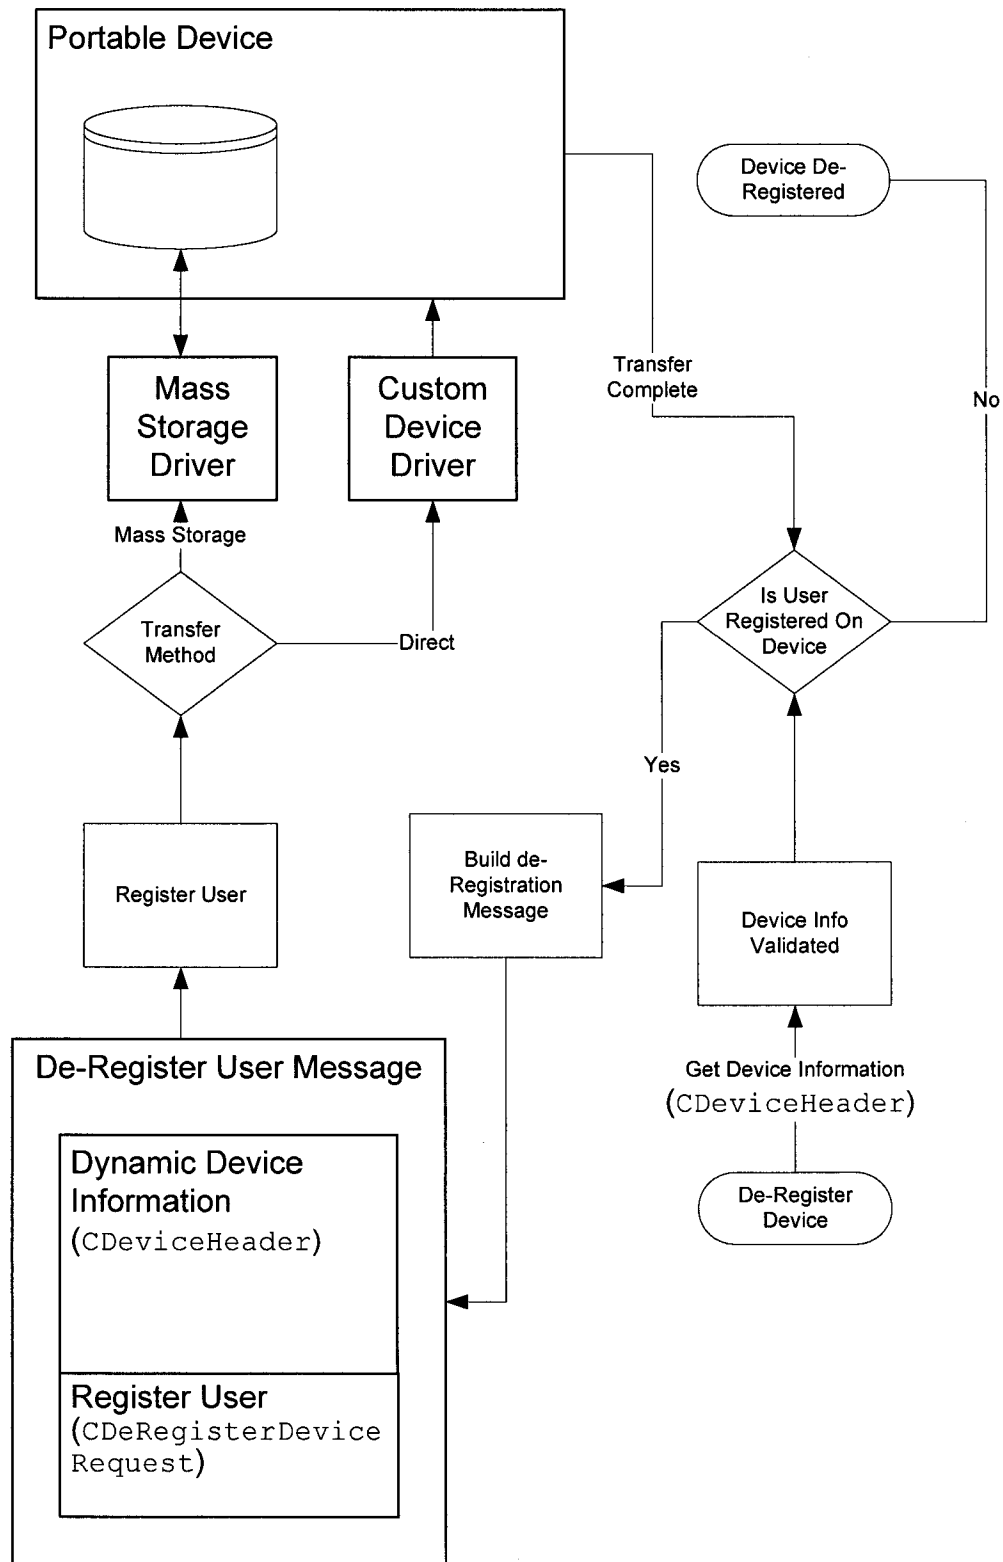 Portable Device
Device De-
Registered
Mass
Storage
Driver
Custom
Device
Driver
Transfer
Complete
No
Mass Storage
Transfer
Method
Direct
Is User
Registered On
Device
Yes
Register User
Build de-
Registration
Message
Device Info
Validated
De-Register User Message
Get Device Information
(CDeviceHeader)
Dynamic Device
Information
(CDeviceHeader)
De-Register
Device
Register User
(CDeRegisterDevice
Request)